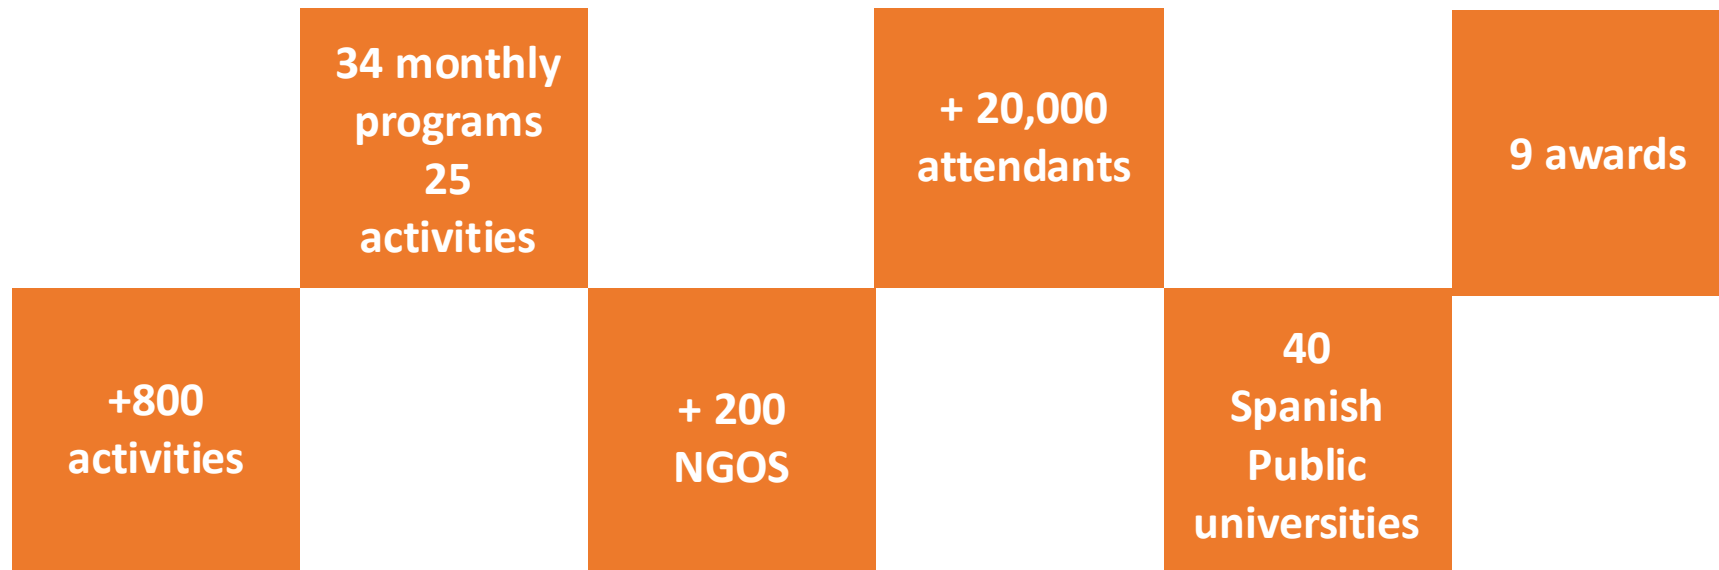 +800
activities
34 monthly
programs
25
activities
+ 200
NGOS
+ 20,000
attendants
40
Spanish
Public
universities
9 awards